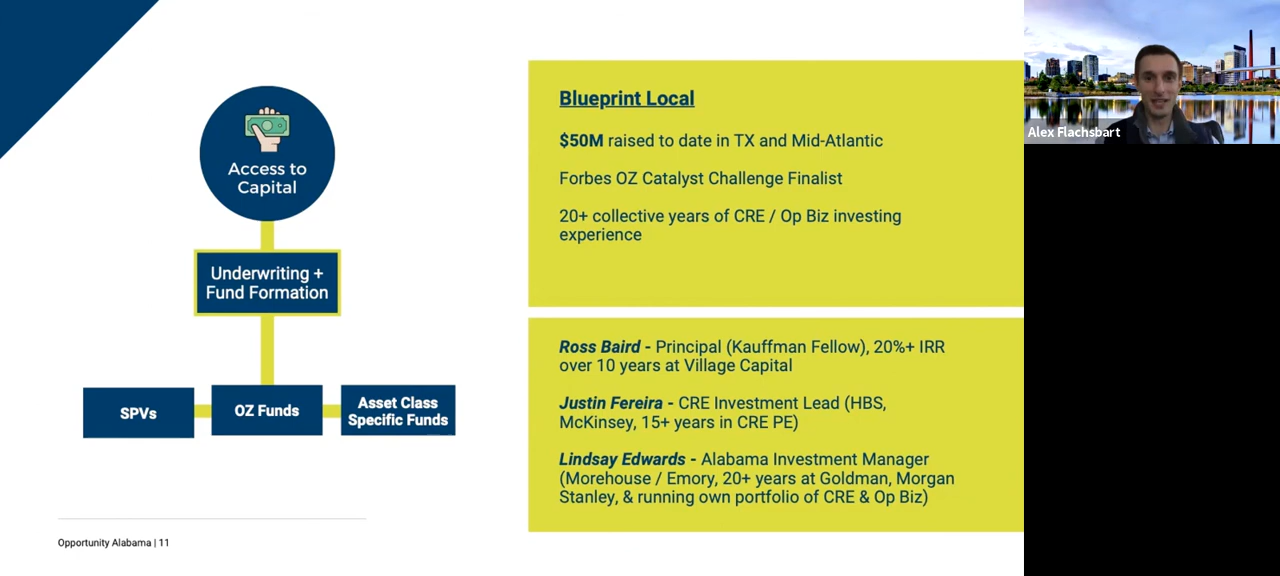 Access to
Capital
Underwriting +
Fund Formation
SPVs
OZ Funds
Asset Class
Specific Funds
Blueprint Local
$50M raised to date in TX and Mid-Atlantic
Forbes OZ Catalyst Challenge Finalist
20+ collective years of CRE / Op Biz investing
experience
Ross Baird - Principal (Kauffman Fellow), 20%+ IRR
over 10 years at Village Capital
Justin Fereira - CRE Investment Lead (HBS,
McKinsey, 15+ years in CRE PE)
Lindsay Edwards - Alabama Investment Manager
(Morehouse / Emory, 20+ years at Goldman, Morgan
Stanley, & running own portfolio of CRE & Op Biz)
Opportunity Alabama | 11
Alex Flachsbart